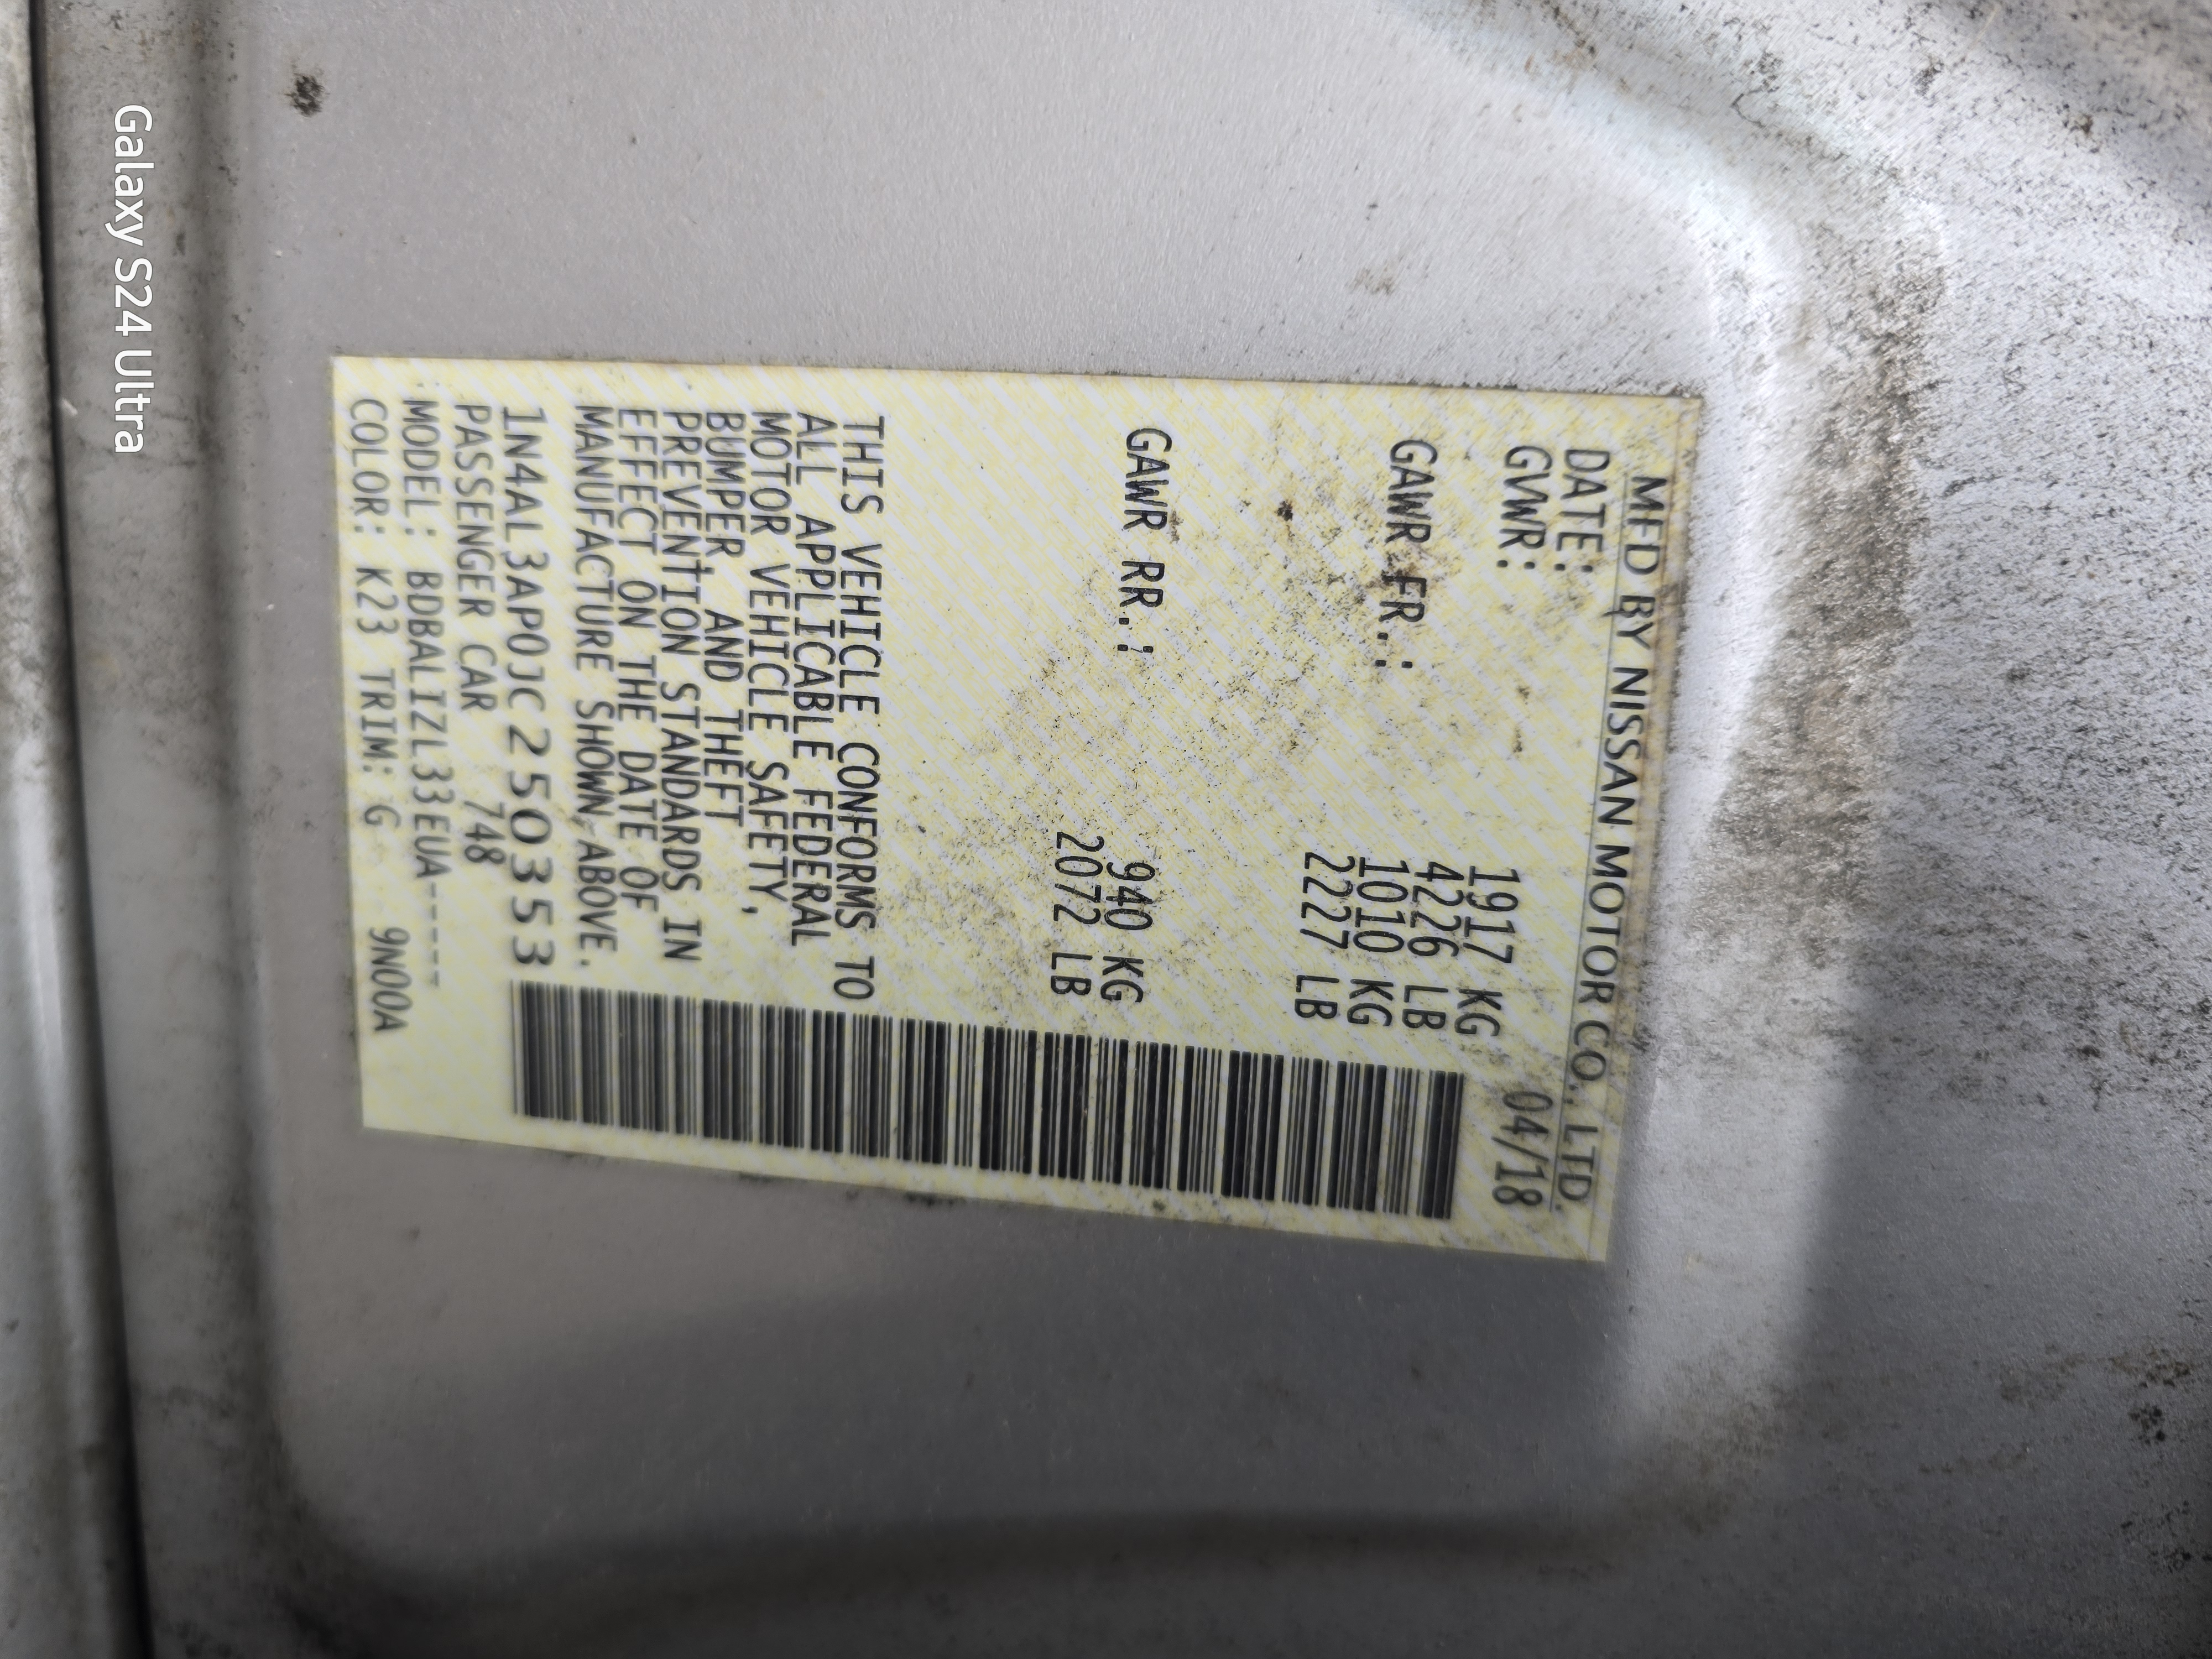 MFD BY NISSAN MOTOR CO., LTD.
DATE: 04/18
GVWR: 1917 KG
4226 LB
GAWR FR.: 1010 KG
2227 LB
GAWR RR.: 940 KG
2072 LB
THIS VEHICLE CONFORMS TO
ALL APPLICABLE FEDERAL
MOTOR VEHICLE SAFETY,
BUMPER, AND THEFT
PREVENTION STANDARDS IN
EFFECT ON THE DATE OF
MANUFACTURE SHOWN ABOVE.
1N4AL3AP0JC250353
PASSENGER CAR 748
MODEL: BDBALIZL33EUA-----
COLOR: K23 TRIM: G 9N00A
Galaxy S24 Ultra